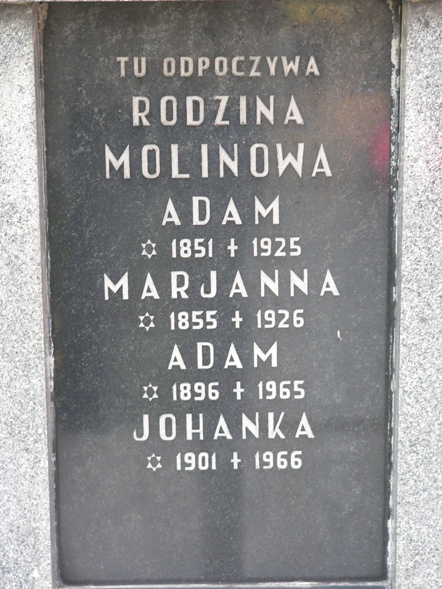 TU ODPOCZYWA
RODZINA
MOLINOWA
ADAM
✡ 1851 ✝ 1925
MARJANNA
✡ 1855 ✝ 1926
ADAM
✡ 1896 ✝ 1965
JOHANKA
✡ 1901 ✝ 1966